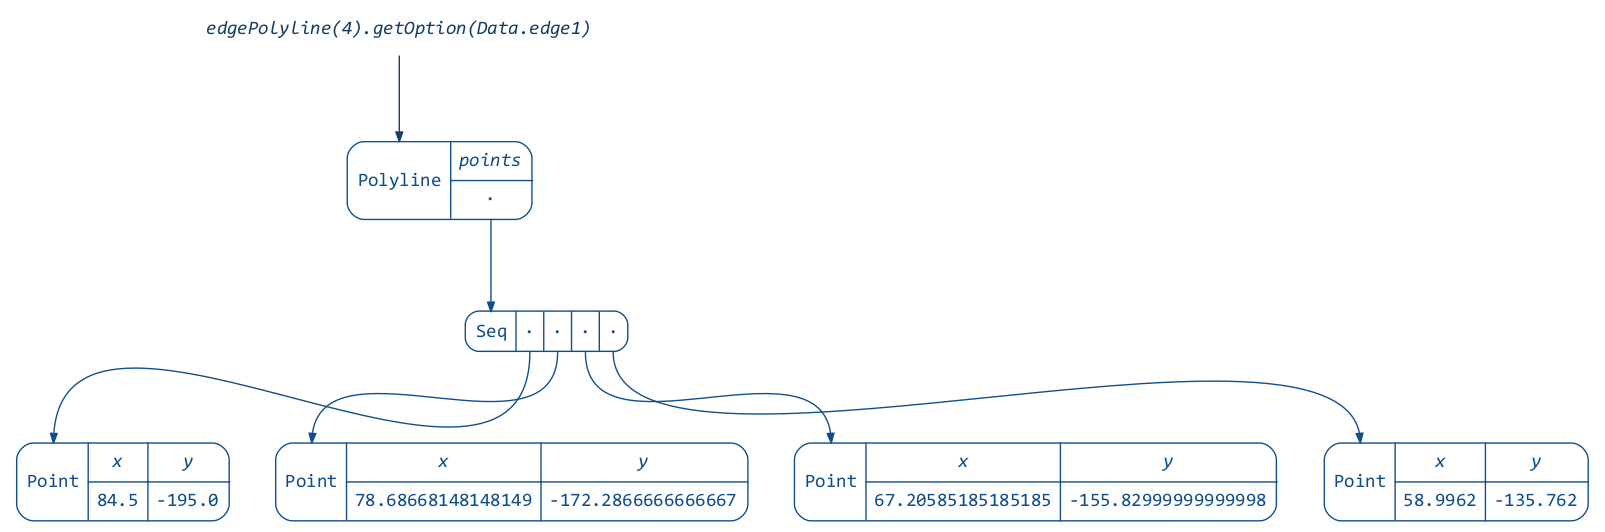 edgePolyline(4).getOption(Data.edge1)
points
Polyline
·
Seq · · · ·
x y x y x y x y
Point Point Point Point
84.5 -195.0 78.68668148148149 -172.2866666666667 67.20585185185185 -155.82999999999998 58.9962 -135.762